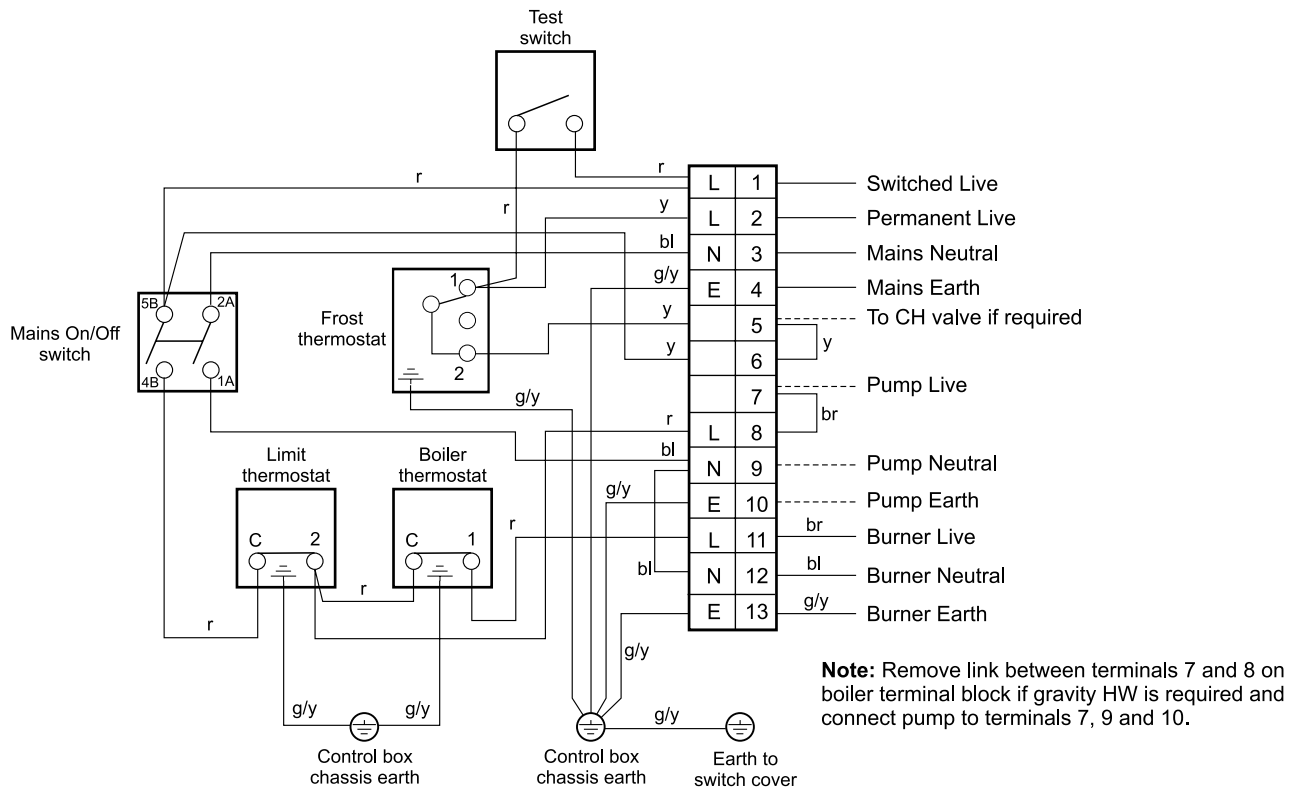 Test
switch
r
L 1 Switched Live
r
y
r
L 2 Permanent Live
bl
N 3 Mains Neutral
g/y
E 4 Mains Earth
5B 2A
1
y
5 To CH valve if required
Mains On/Off
switch
Frost
thermostat
y
y
6
4B 1A
2
7 Pump Live
g/y
br
r
L 8
Limit
thermostat
Boiler
thermostat
bl
N 9 Pump Neutral
g/y
E 10 Pump Earth
r
br
C 2
C 1
L 11 Burner Live
bl
bl
N 12 Burner Neutral
r
g/y
E 13 Burner Earth
r
g/y
Note: Remove link between terminals 7 and 8 on
boiler terminal block if gravity HW is required and
connect pump to terminals 7, 9 and 10.
g/y g/y
g/y
Control box
chassis earth
Control box
chassis earth
Earth to
switch cover